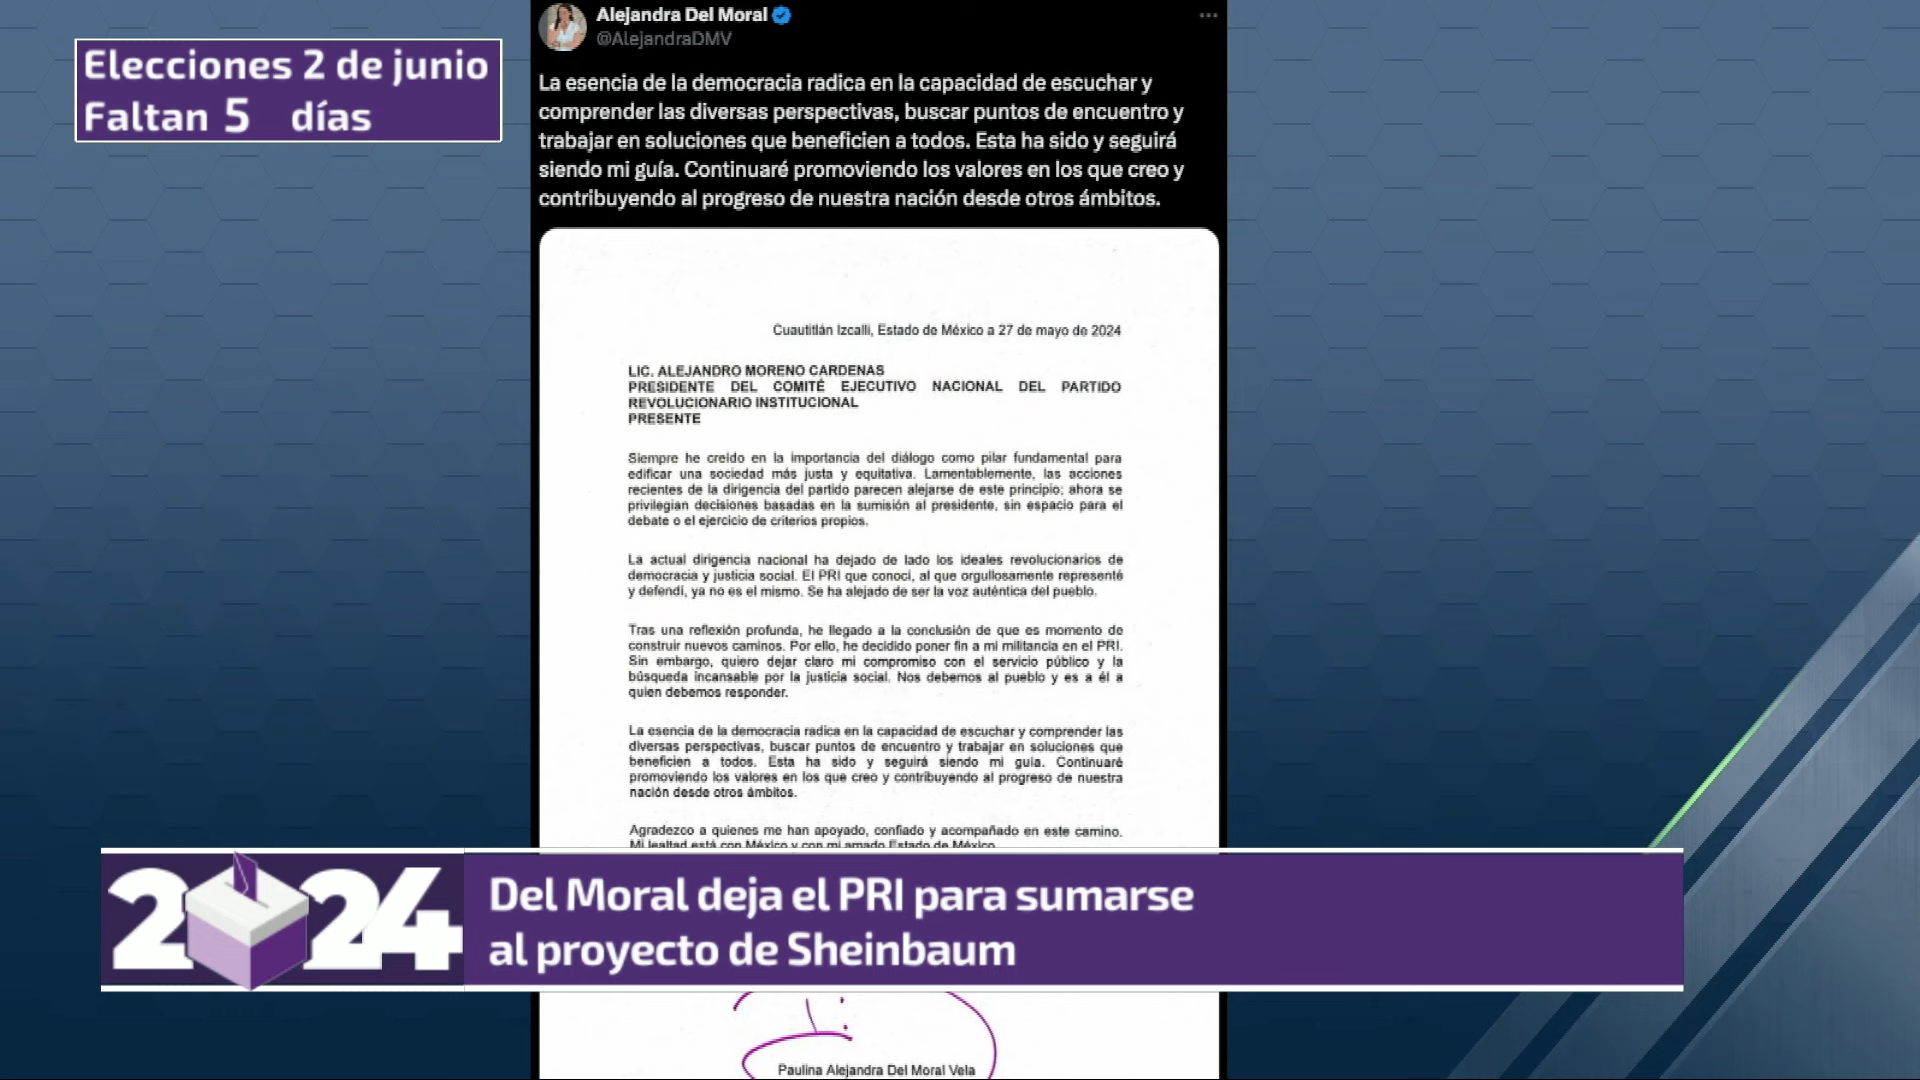 Elecciones 2 de junio
Faltan 5 días
Alejandra Del Moral
@AlejandraDMV
La esencia de la democracia radica en la capacidad de escuchar y
comprender las diversas perspectivas, buscar puntos de encuentro y
trabajar en soluciones que beneficien a todos. Esta ha sido y seguirá
siendo mi guía. Continuaré promoviendo los valores en los que creo y
contribuyendo al progreso de nuestra nación desde otros ámbitos.
Cuautitlán Izcalli, Estado de México a 27 de mayo de 2024
LIC. ALEJANDRO MORENO CARDENAS
PRESIDENTE DEL COMITÉ EJECUTIVO NACIONAL DEL PARTIDO
REVOLUCIONARIO INSTITUCIONAL
PRESENTE
Siempre he creído en la importancia del diálogo como pilar fundamental para
edificar una sociedad más justa y equitativa. Lamentablemente, las acciones
recientes de la dirigencia del partido parecen alejarse de este principio; ahora se
privilegian decisiones basadas en la sumisión al presidente, sin espacio para el
debate o el ejercicio de criterios propios.
La actual dirigencia nacional ha dejado de lado los ideales revolucionarios de
democracia y justicia social. El PRI que conocí, al que orgullosamente representé
y defendí, ya no es el mismo. Se ha alejado de ser la voz auténtica del pueblo.
Tras una reflexión profunda, he llegado a la conclusión de que es momento de
construir nuevos caminos. Por ello, he decidido poner fin a mi militancia en el PRI.
Sin embargo, quiero dejar claro mi compromiso con el servicio público y la
búsqueda incansable por la justicia social. Nos debemos al pueblo y es a él a
quien debemos responder.
La esencia de la democracia radica en la capacidad de escuchar y comprender las
diversas perspectivas, buscar puntos de encuentro y trabajar en soluciones que
beneficien a todos. Esta ha sido y seguirá siendo mi guía. Continuaré
promoviendo los valores en los que creo y contribuyendo al progreso de nuestra
nación desde otros ámbitos.
Agradezco a quienes me han apoyado, confiado y acompañado en este camino.
Mi lealtad está con México y con mi amado Estado de México.
2024
Del Moral deja el PRI para sumarse
al proyecto de Sheinbaum
Paulina Alejandra Del Moral Vela